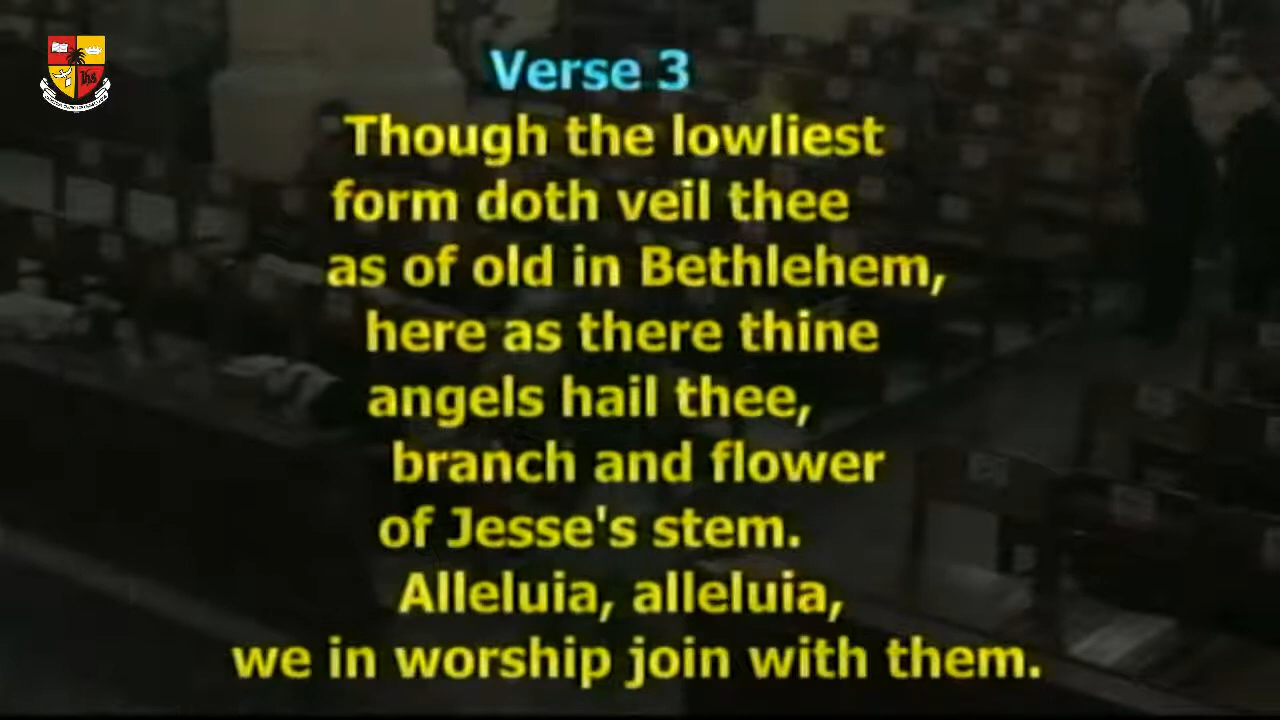 Verse 3
Though the lowliest
form doth veil thee
as of old in Bethlehem,
here as there thine
angels hail thee,
branch and flower
of Jesse's stem.
Alleluia, alleluia,
we in worship join with them.